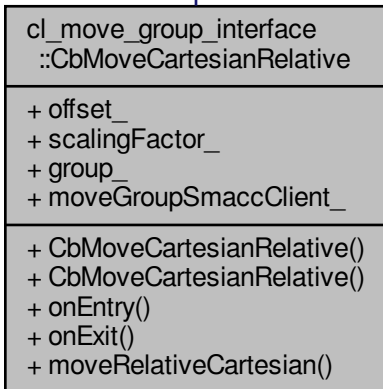 cl_move_group_interface
::CbMoveCartesianRelative
+ offset_
+ scalingFactor_
+ group_
+ moveGroupSmaccClient_
+ CbMoveCartesianRelative()
+ CbMoveCartesianRelative()
+ onEntry()
+ onExit()
+ moveRelativeCartesian()